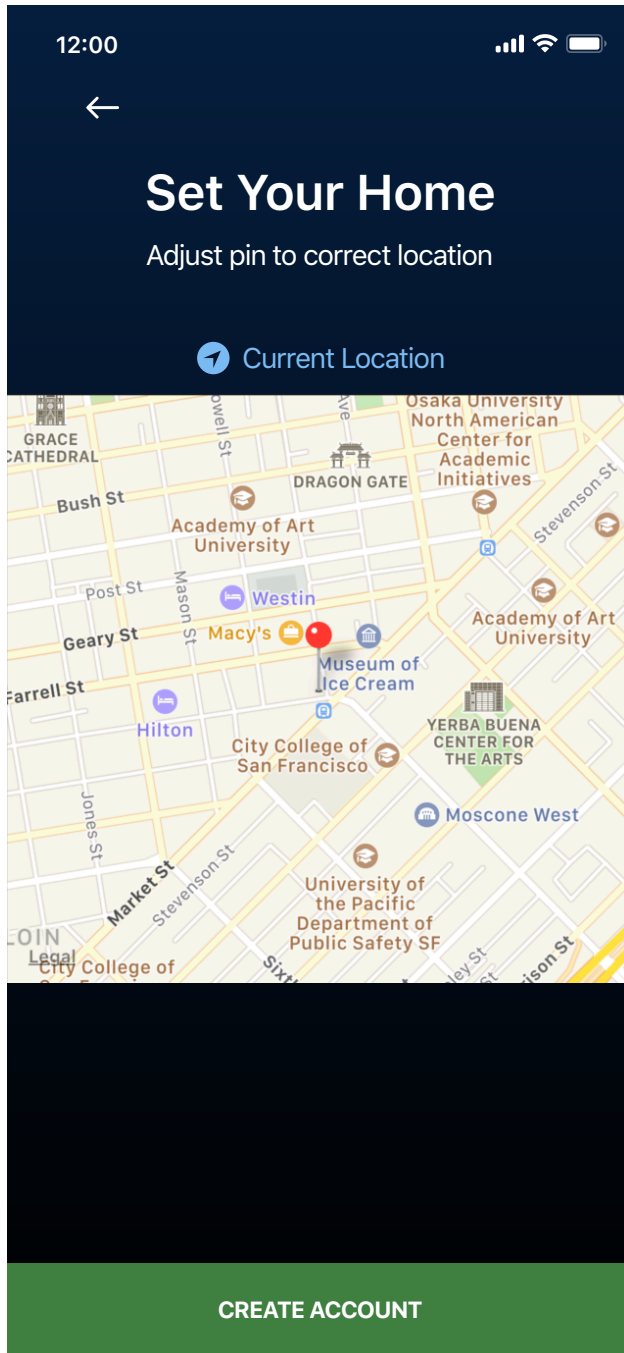 12:00
Set Your Home
Adjust pin to correct location
Current Location
Osaka University
North American
Center for
Academic
Initiatives
Ave
GRACE
CATHEDRAL
DRAGON GATE
Bush St
Stevenson St
Academy of Art
University
Post St
Mason St
Westin
Macy's
Academy of Art
University
Geary St
Museum of
Ice Cream
Farrell St
Hilton
YERBA BUENA
CENTER FOR
THE ARTS
City College of
San Francisco
Jones St
Moscone West
Market St
Stevenson St
University of
the Pacific
Department of
Public Safety SF
LOIN
Legal
City College of
CREATE ACCOUNT